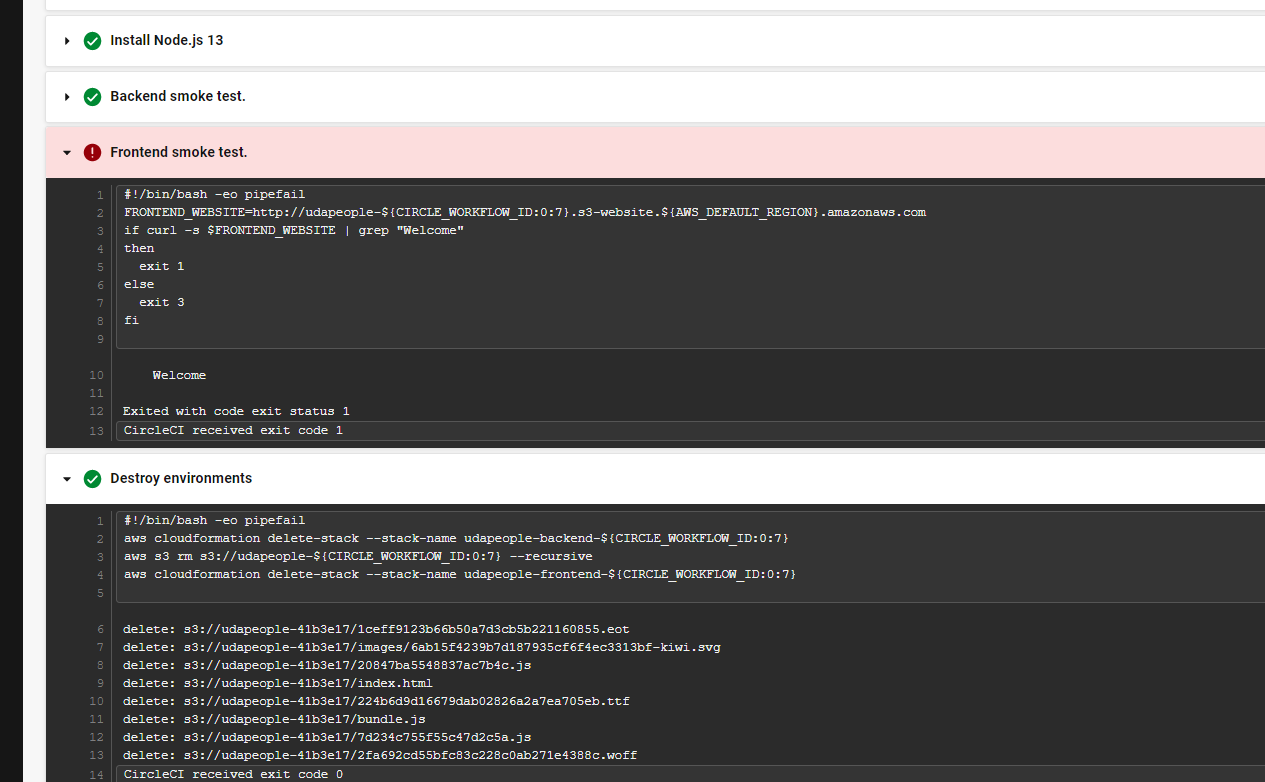 Install Node.js 13
Backend smoke test.
Frontend smoke test.
1 #!/bin/bash -eo pipefail
2 FRONTEND_WEBSITE=http://udapeople-${CIRCLE_WORKFLOW_ID:0:7}.s3-website.${AWS_DEFAULT_REGION}.amazonaws.com
3 if curl -s $FRONTEND_WEBSITE | grep "Welcome"
4 then
5   exit 1
6 else
7   exit 3
8 fi
9
10     Welcome
11
12 Exited with code exit status 1
13 CircleCI received exit code 1
Destroy environments
1 #!/bin/bash -eo pipefail
2 aws cloudformation delete-stack --stack-name udapeople-backend-${CIRCLE_WORKFLOW_ID:0:7}
3 aws s3 rm s3://udapeople-${CIRCLE_WORKFLOW_ID:0:7} --recursive
4 aws cloudformation delete-stack --stack-name udapeople-frontend-${CIRCLE_WORKFLOW_ID:0:7}
5
6 delete: s3://udapeople-41b3e17/1ceff9123b66b50a7d3cb5b221160855.eot
7 delete: s3://udapeople-41b3e17/images/6ab15f4239b7d187935cf6f4ec3313bf-kiwi.svg
8 delete: s3://udapeople-41b3e17/20847ba5548837ac7b4c.js
9 delete: s3://udapeople-41b3e17/index.html
10 delete: s3://udapeople-41b3e17/224b6d9d16679dab02826a2a7ea705eb.ttf
11 delete: s3://udapeople-41b3e17/bundle.js
12 delete: s3://udapeople-41b3e17/7d234c755f55c47d2c5a.js
13 delete: s3://udapeople-41b3e17/2fa692cd55bfc83c228c0ab271e4388c.woff
14 CircleCI received exit code 0